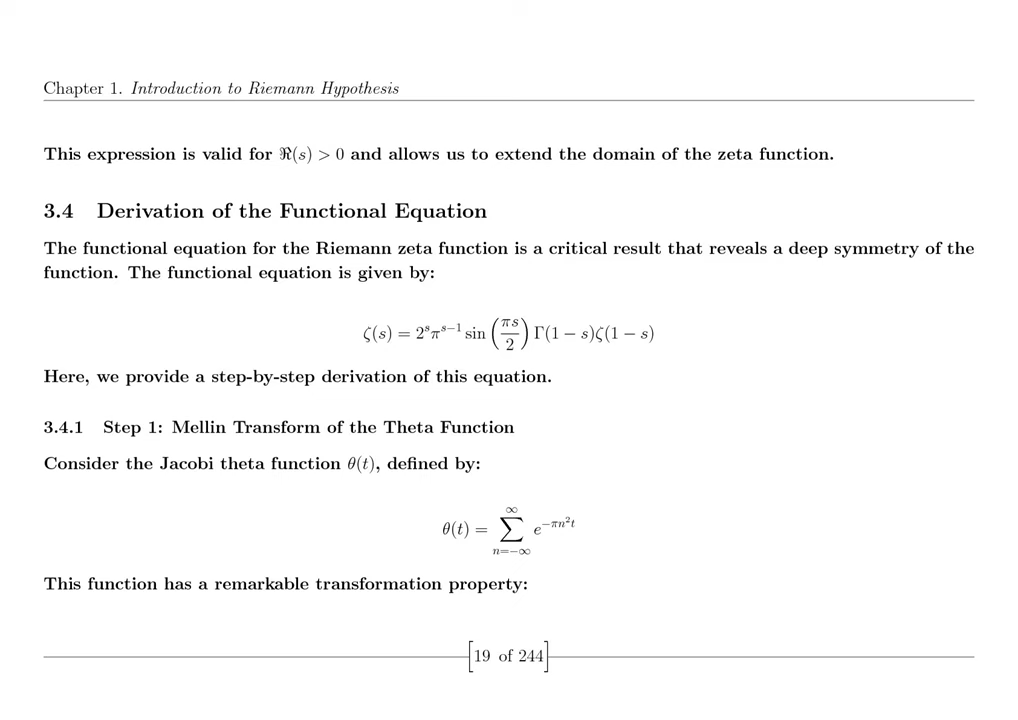 Chapter 1. Introduction to Riemann Hypothesis
This expression is valid for ℜ(s) > 0 and allows us to extend the domain of the zeta function.
3.4 Derivation of the Functional Equation
The functional equation for the Riemann zeta function is a critical result that reveals a deep symmetry of the
function. The functional equation is given by:
ζ(s) = 2^s π^{s−1} sin (πs/2) Γ(1 − s)ζ(1 − s)
Here, we provide a step-by-step derivation of this equation.
3.4.1 Step 1: Mellin Transform of the Theta Function
Consider the Jacobi theta function θ(t), defined by:
θ(t) = ∑_{n=−∞}^{∞} e^{−πn²t}
This function has a remarkable transformation property:
[19 of 244]